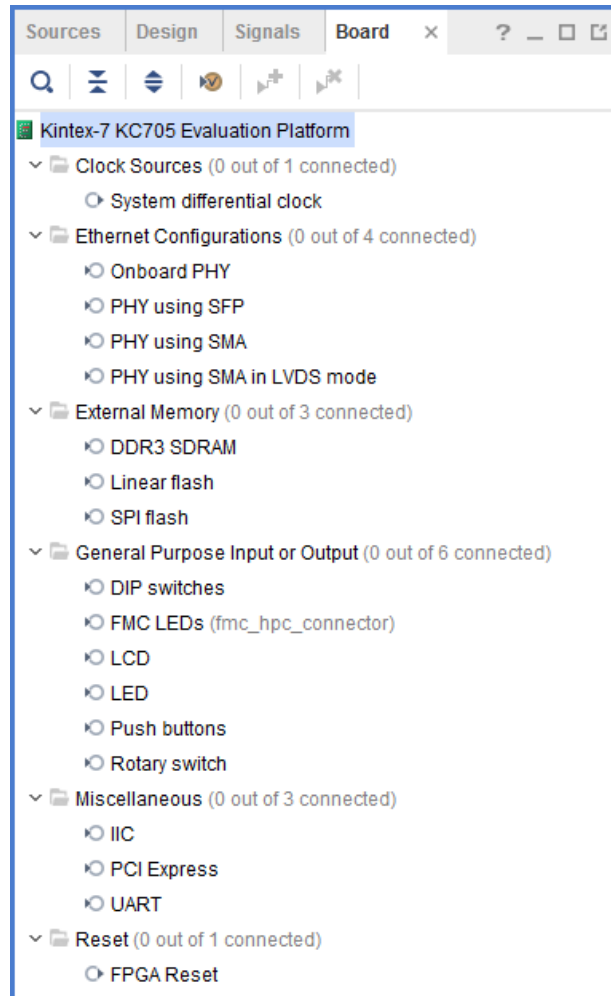 Sources Design Signals Board × ? _
Kintex-7 KC705 Evaluation Platform
Clock Sources (0 out of 1 connected)
System differential clock
Ethernet Configurations (0 out of 4 connected)
Onboard PHY
PHY using SFP
PHY using SMA
PHY using SMA in LVDS mode
External Memory (0 out of 3 connected)
DDR3 SDRAM
Linear flash
SPI flash
General Purpose Input or Output (0 out of 6 connected)
DIP switches
FMC LEDs (fmc_hpc_connector)
LCD
LED
Push buttons
Rotary switch
Miscellaneous (0 out of 3 connected)
IIC
PCI Express
UART
Reset (0 out of 1 connected)
FPGA Reset